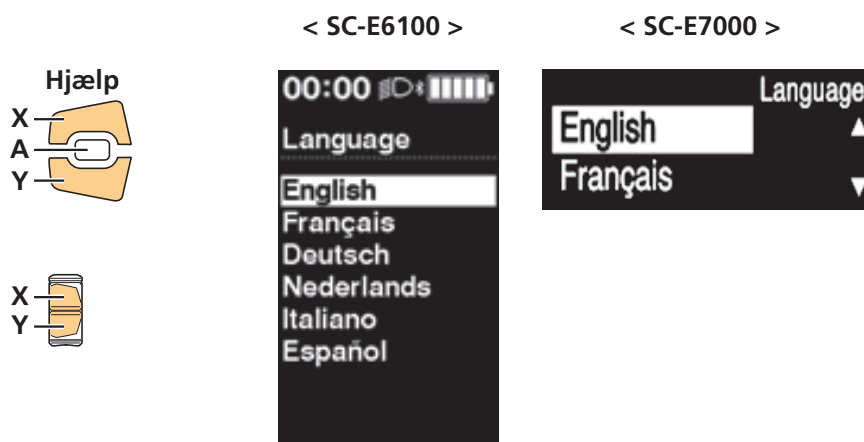 < SC-E6100 >
< SC-E7000 >
Hjælp
X
A
Y
X
Y
00:00
Language
English
Français
Deutsch
Nederlands
Italiano
Español
Language
English
Français